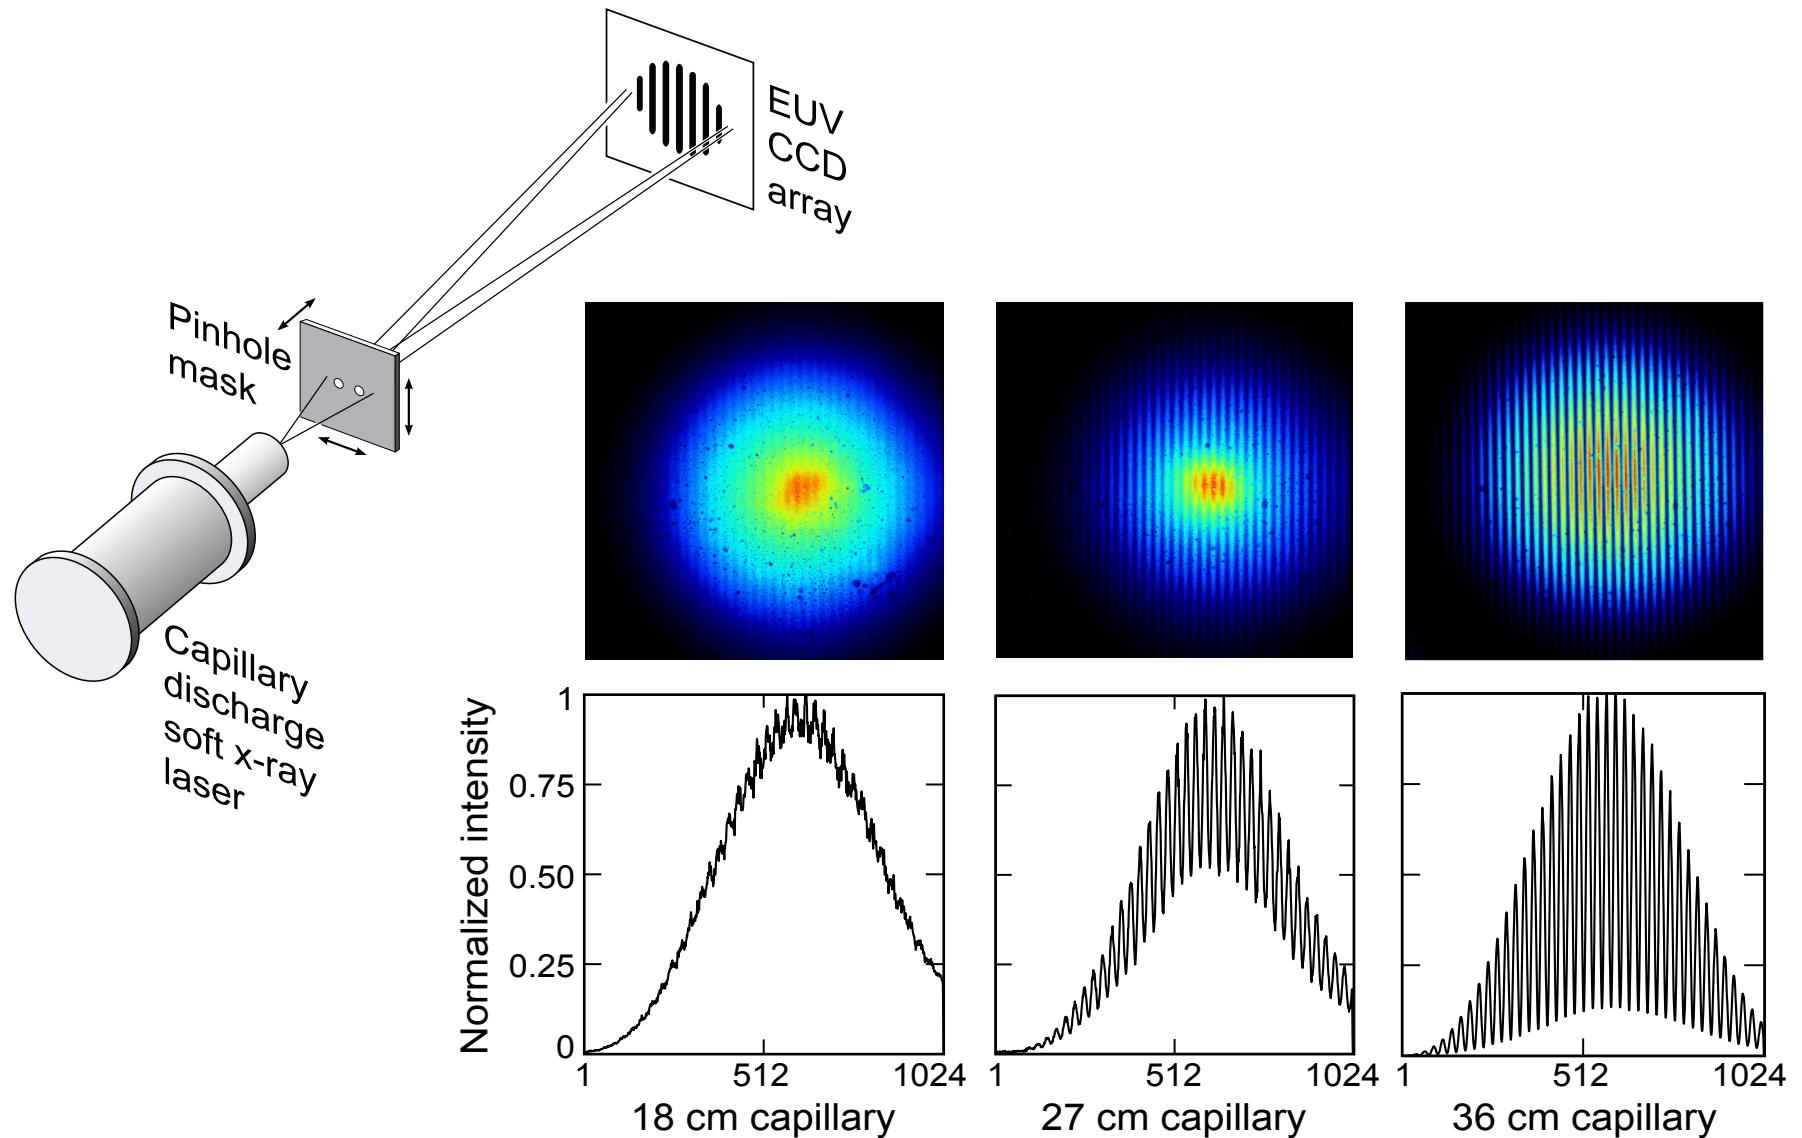 EUV
CCD
array
Pinhole
mask
Capillary
discharge
soft x-ray
laser
Normalized intensity
1
0.75
0.50
0.25
0
1 512 1024
18 cm capillary
1 512 1024
27 cm capillary
1 512 1024
36 cm capillary